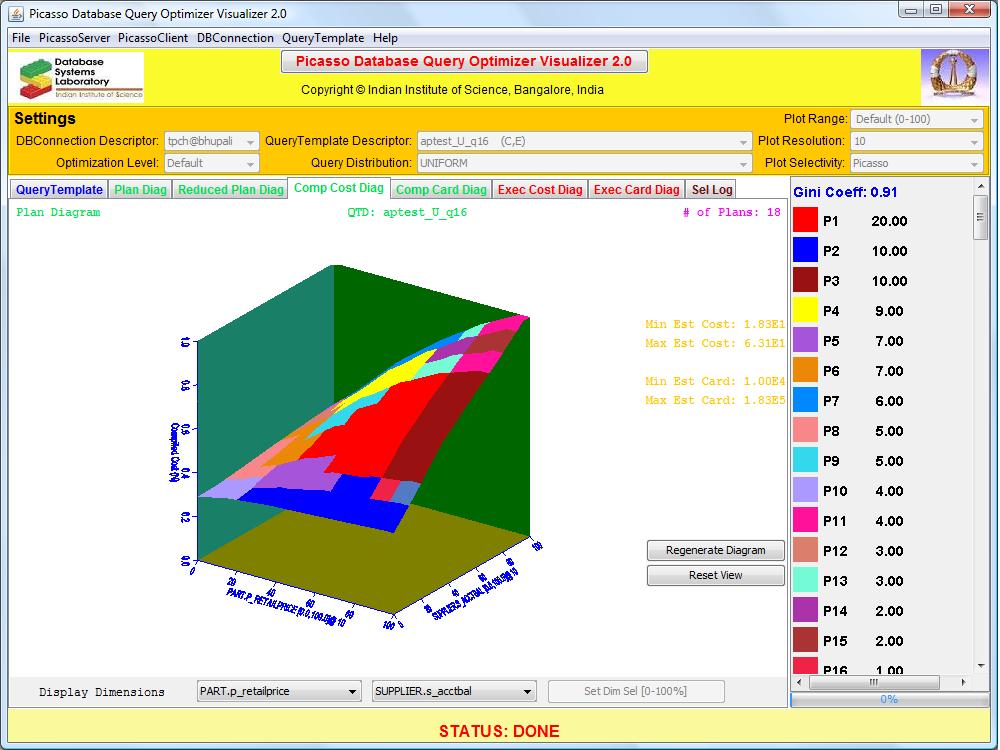 Picasso Database Query Optimizer Visualizer 2.0
File PicassoServer PicassoClient DBConnection QueryTemplate Help
Database
Systems
Laboratory
Indian Institute of Science
Picasso Database Query Optimizer Visualizer 2.0
Copyright © Indian Institute of Science, Bangalore, India
Settings
Plot Range: Default (0-100)
DBConnection Descriptor: tpch@bhupali QueryTemplate Descriptor: aptest_U_q16 (C,E) Plot Resolution: 10
Optimization Level: Default Query Distribution: UNIFORM Plot Selectivity: Picasso
QueryTemplate Plan Diag Reduced Plan Diag Comp Cost Diag Comp Card Diag Exec Cost Diag Exec Card Diag Sel Log
Plan Diagram QTD: aptest_U_q16 # of Plans: 18
Min Est Cost: 1.83E1
Max Est Cost: 6.31E1
Min Est Card: 1.00E4
Max Est Card: 1.83E5
1.0
0.8
0.6
0.4
0.2
0.0
0 20 40 60 80 100
PART.P_RETAILPRICE [0.0,100.0]@10
0 20 40 60 80 100
Regenerate Diagram
Reset View
Display Dimensions PART.p_retailprice SUPPLIER.s_acctbal Set Dim Sel [0-100%]
Gini Coeff: 0.91
P1 20.00
P2 10.00
P3 10.00
P4 9.00
P5 7.00
P6 7.00
P7 6.00
P8 5.00
P9 5.00
P10 4.00
P11 4.00
P12 3.00
P13 3.00
P14 2.00
P15 2.00
P16 1.00
0%
STATUS: DONE